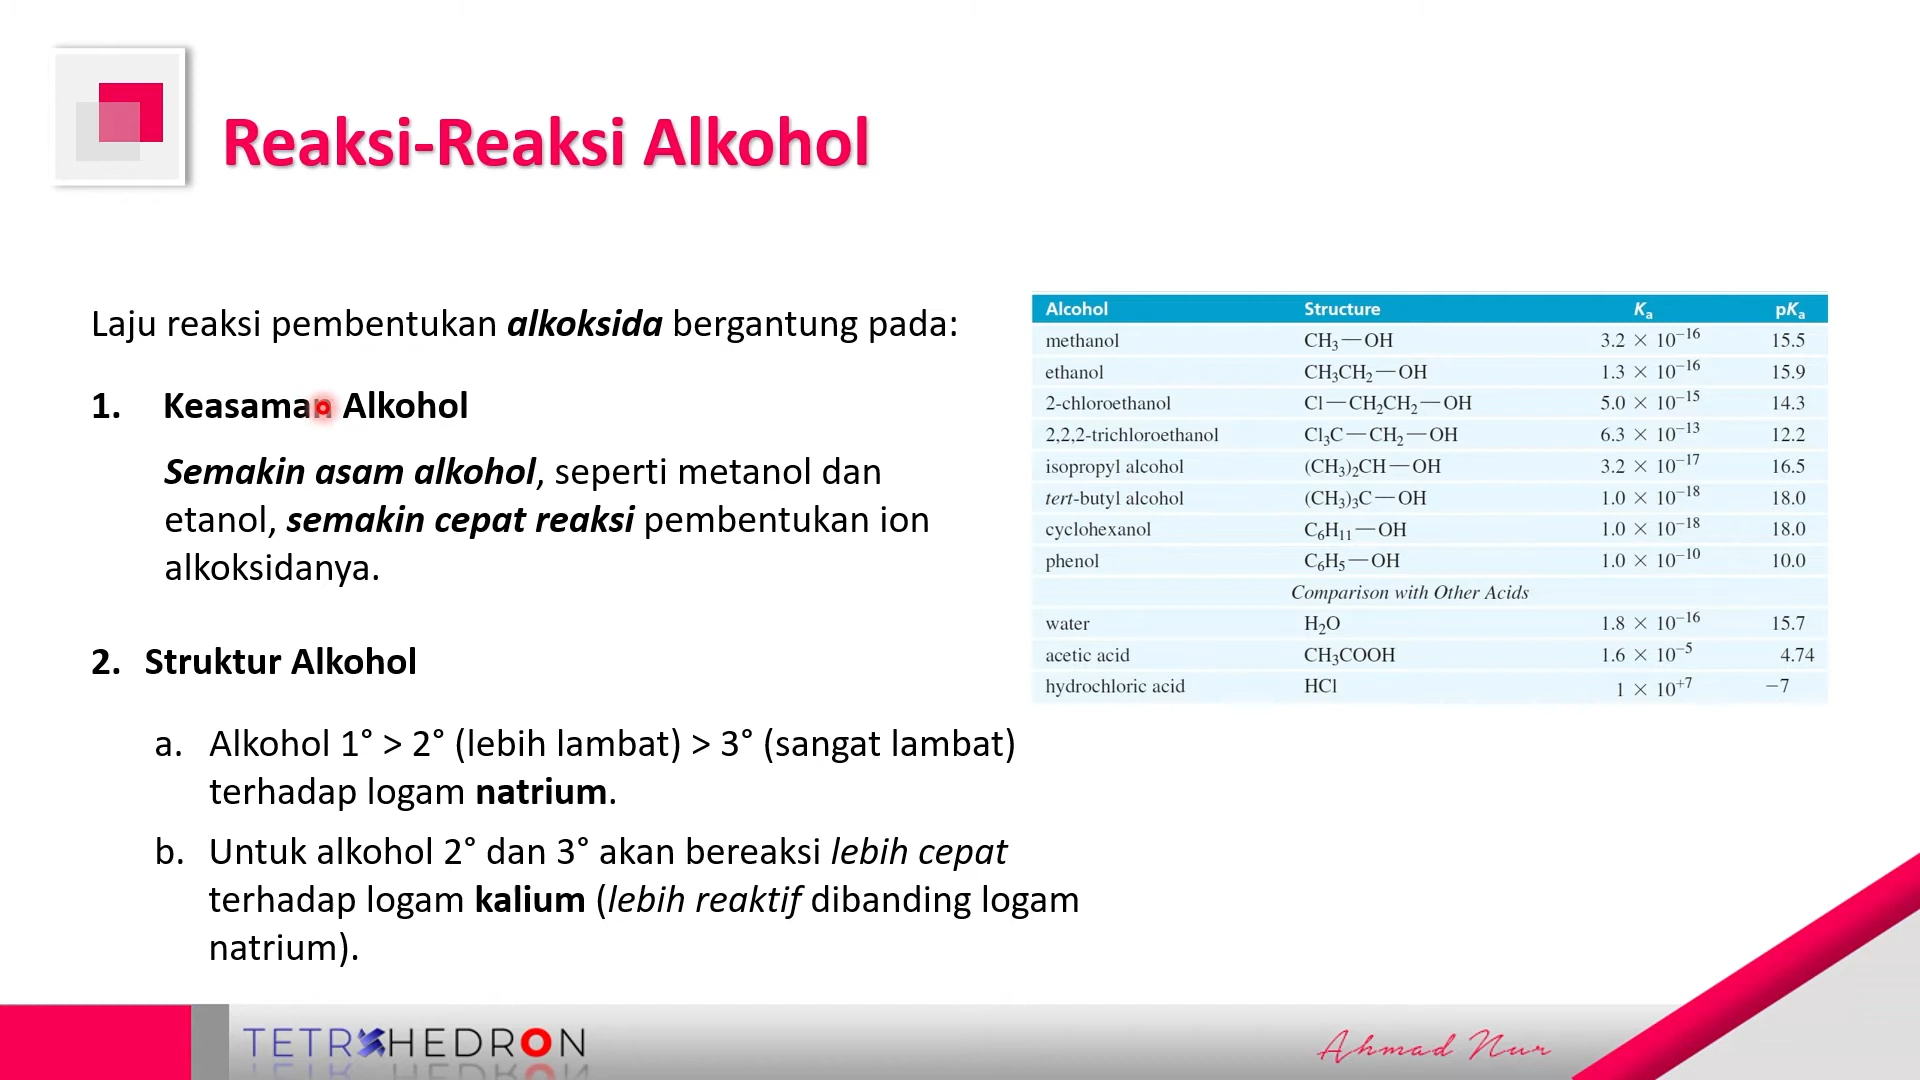 Reaksi-Reaksi Alkohol
Laju reaksi pembentukan alkoksida bergantung pada:
1. Keasaman Alkohol
Semakin asam alkohol, seperti metanol dan
etanol, semakin cepat reaksi pembentukan ion
alkoksidanya.
2. Struktur Alkohol
a. Alkohol 1° > 2° (lebih lambat) > 3° (sangat lambat)
terhadap logam natrium.
b. Untuk alkohol 2° dan 3° akan bereaksi lebih cepat
terhadap logam kalium (lebih reaktif dibanding logam
natrium).
Alcohol Structure Kₐ pKₐ
methanol CH₃—OH 3.2 × 10⁻¹⁶ 15.5
ethanol CH₃CH₂—OH 1.3 × 10⁻¹⁶ 15.9
2-chloroethanol Cl—CH₂CH₂—OH 5.0 × 10⁻¹⁵ 14.3
2,2,2-trichloroethanol Cl₃C—CH₂—OH 6.3 × 10⁻¹³ 12.2
isopropyl alcohol (CH₃)₂CH—OH 3.2 × 10⁻¹⁷ 16.5
tert-butyl alcohol (CH₃)₃C—OH 1.0 × 10⁻¹⁸ 18.0
cyclohexanol C₆H₁₁—OH 1.0 × 10⁻¹⁸ 18.0
phenol C₆H₅—OH 1.0 × 10⁻¹⁰ 10.0
Comparison with Other Acids
water H₂O 1.8 × 10⁻¹⁶ 15.7
acetic acid CH₃COOH 1.6 × 10⁻⁵ 4.74
hydrochloric acid HCl 1 × 10⁺⁷ −7
TETRAHEDRON
Ahmad Nur